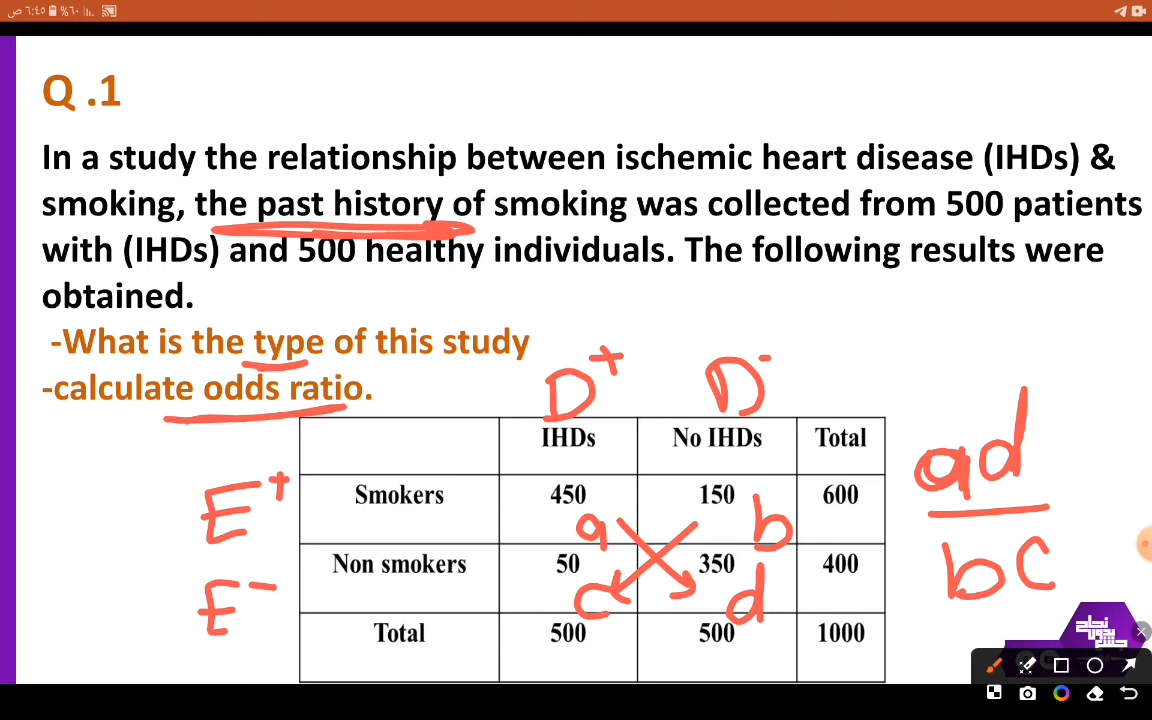 ٦:٤٥ ص ٦٠%
Q .1
In a study the relationship between ischemic heart disease (IHDs) &
smoking, the past history of smoking was collected from 500 patients
with (IHDs) and 500 healthy individuals. The following results were
obtained.
-What is the type of this study
-calculate odds ratio.
D+ D-
IHDs No IHDs Total
E+ Smokers 450 150 600
a b
Non smokers 50 350 400
E- c d
Total 500 500 1000
ad
bc